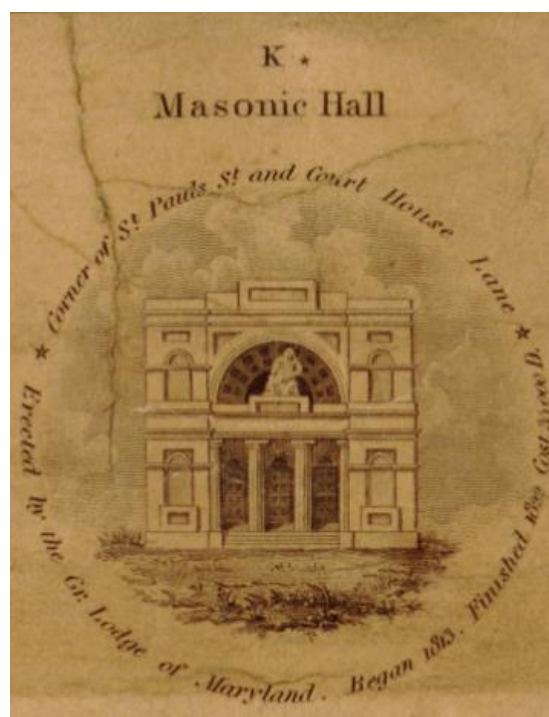 K *
Masonic Hall
Corner of St. Pauls St. and Court House Lane *
* Erected by the Gr. Lodge of Maryland. Began 1813. Finished 1822 Cost D.